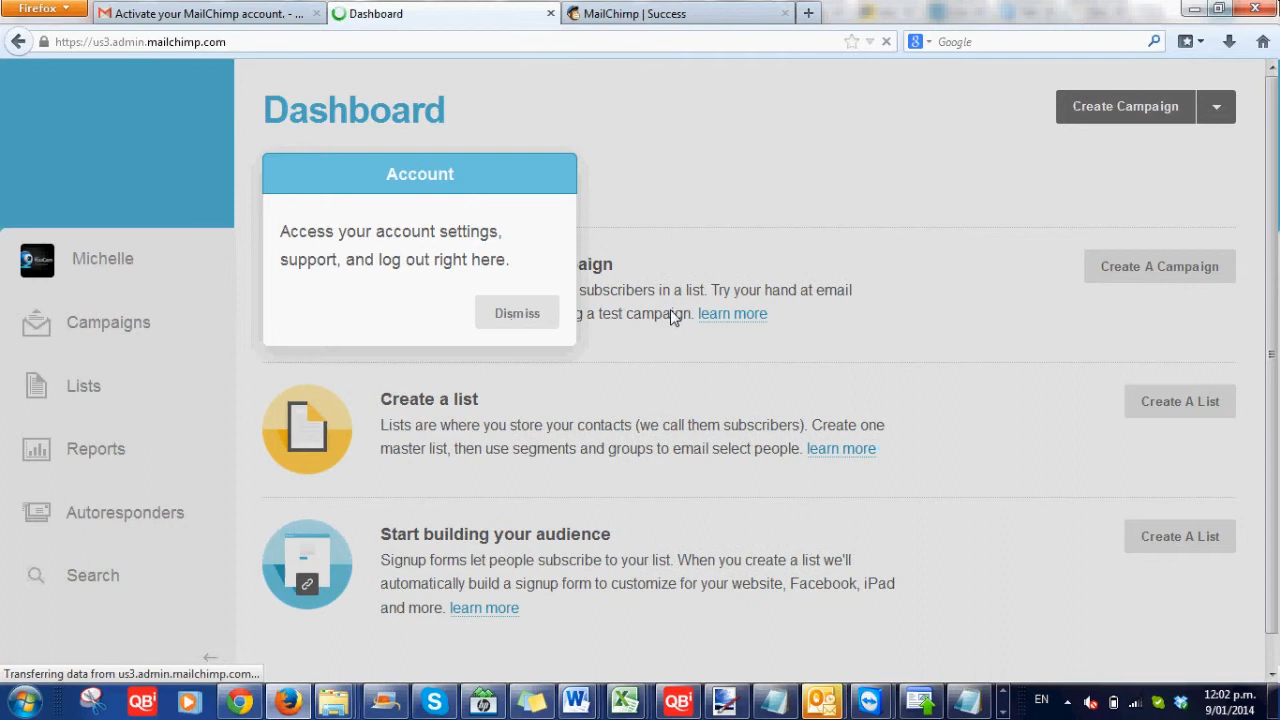 Firefox
Activate your MailChimp account. - ...
Dashboard
MailChimp | Success
https://us3.admin.mailchimp.com
Google
Dashboard
Create Campaign
Account
Access your account settings,
support, and log out right here.
Dismiss
Michelle
Campaigns
Lists
Reports
Autoresponders
Search
aign
subscribers in a list. Try your hand at email
g a test campaign. learn more
Create A Campaign
Create a list
Lists are where you store your contacts (we call them subscribers). Create one
master list, then use segments and groups to email select people. learn more
Create A List
Start building your audience
Signup forms let people subscribe to your list. When you create a list we'll
automatically build a signup form to customize for your website, Facebook, iPad
and more. learn more
Create A List
Transferring data from us3.admin.mailchimp.com...
QBi
QBi
EN
12:02 p.m.
9/01/2014